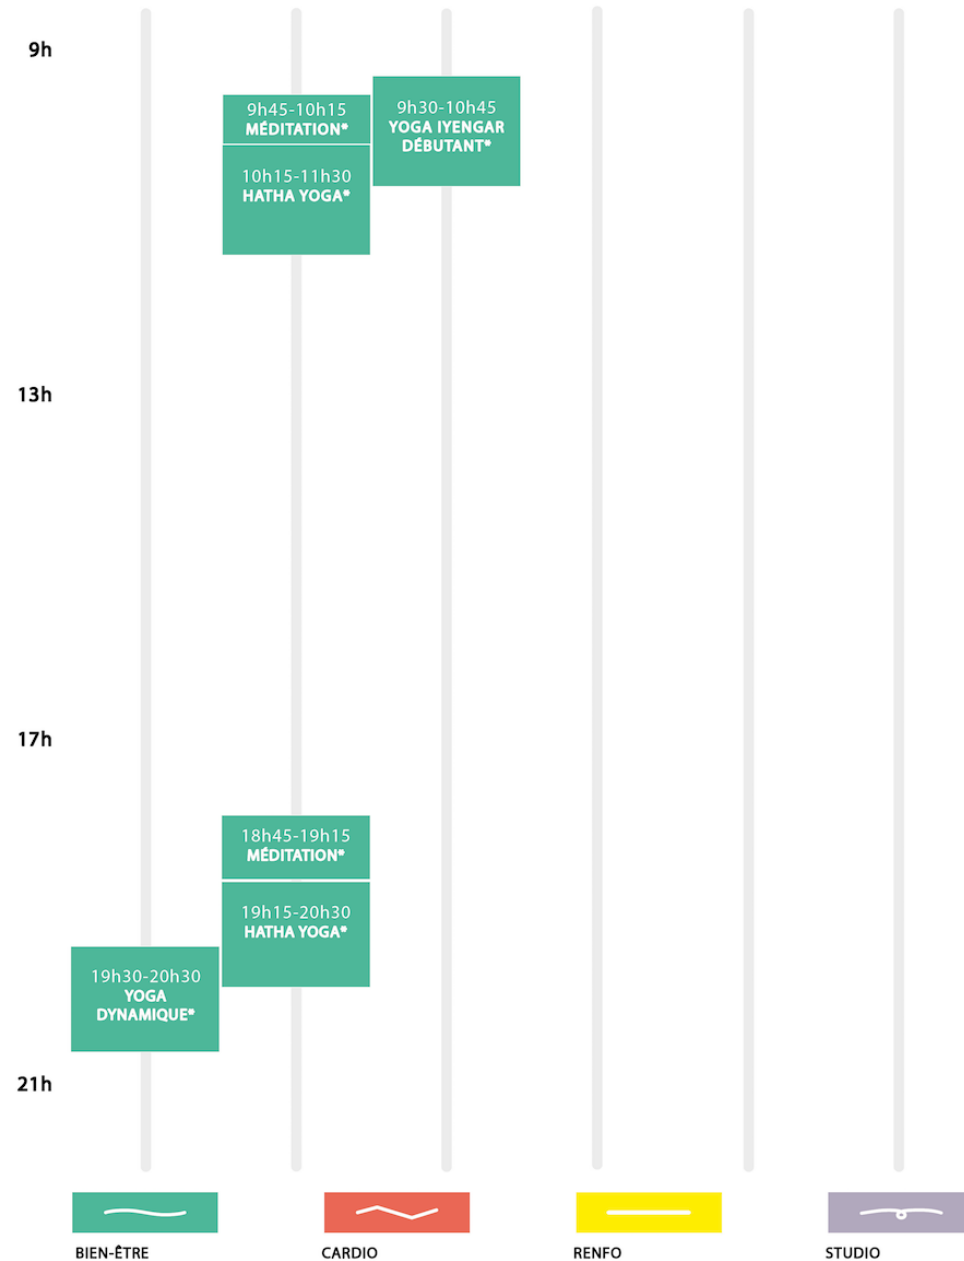 9h
9h45-10h15
MÉDITATION*
10h15-11h30
HATHA YOGA*
9h30-10h45
YOGA IYENGAR
DÉBUTANT*
13h
17h
18h45-19h15
MÉDITATION*
19h15-20h30
HATHA YOGA*
19h30-20h30
YOGA
DYNAMIQUE*
21h
BIEN-ÊTRE
CARDIO
RENFO
STUDIO